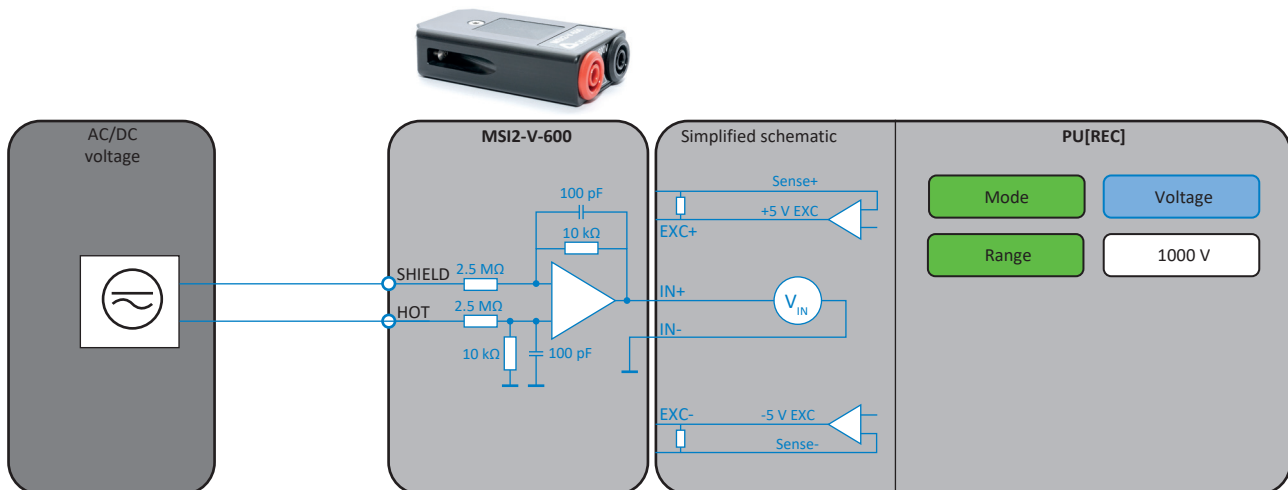 AC/DC
voltage
MSI2-V-600
100 pF
10 kΩ
SHIELD
2.5 MΩ
HOT
2.5 MΩ
10 kΩ
100 pF
Simplified schematic
Sense+
+5 V EXC
EXC+
IN+
V IN
IN-
EXC-
-5 V EXC
Sense-
PU[REC]
Mode
Voltage
Range
1000 V